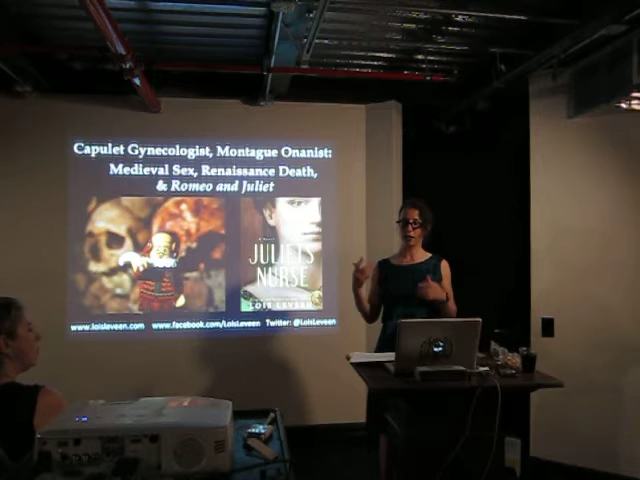 Capulet Gynecologist, Montague Onanist:
Medieval Sex, Renaissance Death,
& Romeo and Juliet
JULIET'S
NURSE
LOIS LEVEEN
www.loisleveen.com www.facebook.com/LoisLeveen Twitter: @LoisLeveen